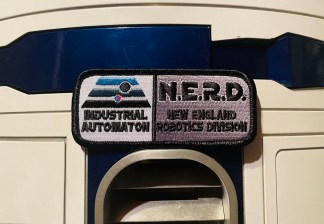 INDUSTRIAL
AUTOMATON
N.E.R.D.
NEW ENGLAND
ROBOTICS DIVISION